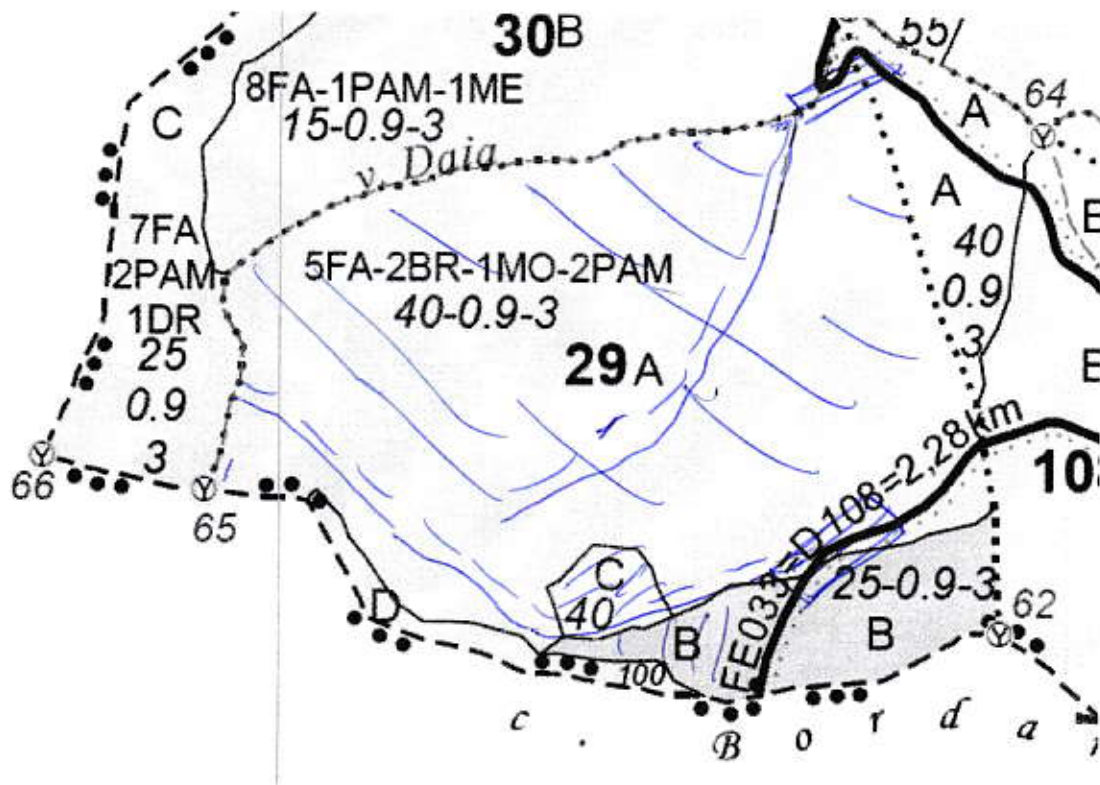 30B
55
8FA-1PAM-1ME
15-0.9-3
64
C
A
v Daia
A
7FA
2PAM
1DR
25
0.9
3
B
40
0.9
3
5FA-2BR-1MO-2PAM
40-0.9-3
29A
B
66
65
108
FE033=D108=2,28km
C
40
25-0.9-3
D
B
B
62
100
c . B o r d a